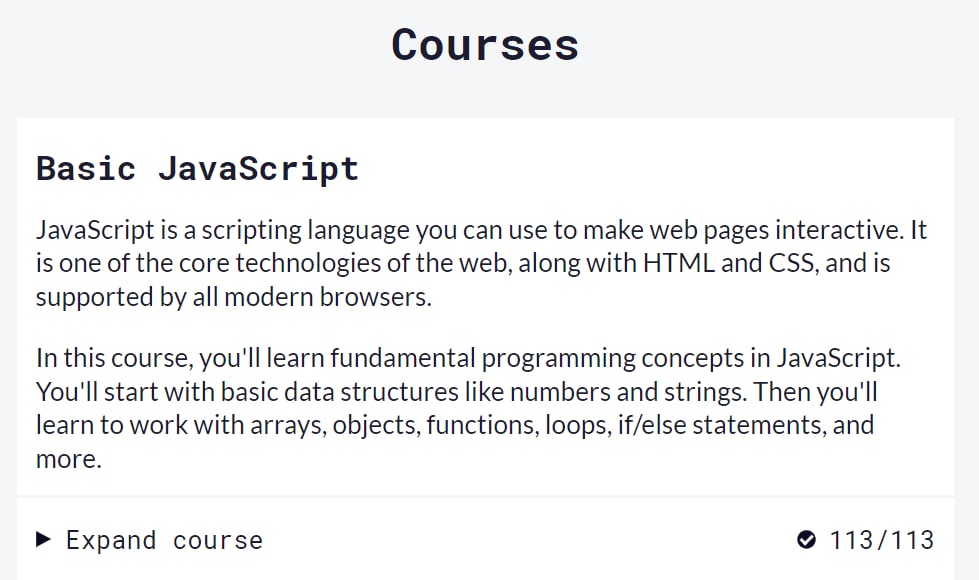 Courses
Basic JavaScript
JavaScript is a scripting language you can use to make web pages interactive. It
is one of the core technologies of the web, along with HTML and CSS, and is
supported by all modern browsers.
In this course, you'll learn fundamental programming concepts in JavaScript.
You'll start with basic data structures like numbers and strings. Then you'll
learn to work with arrays, objects, functions, loops, if/else statements, and
more.
Expand course 113/113